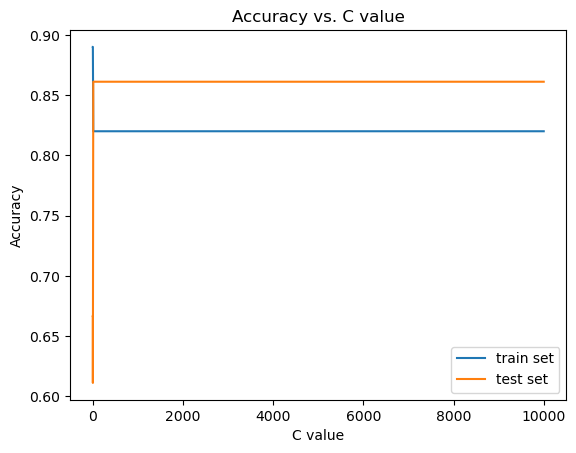 Accuracy vs. C value
0.90
0.85
0.80
0.75
0.70
0.65
0.60
Accuracy
train set
test set
0 2000 4000 6000 8000 10000
C value